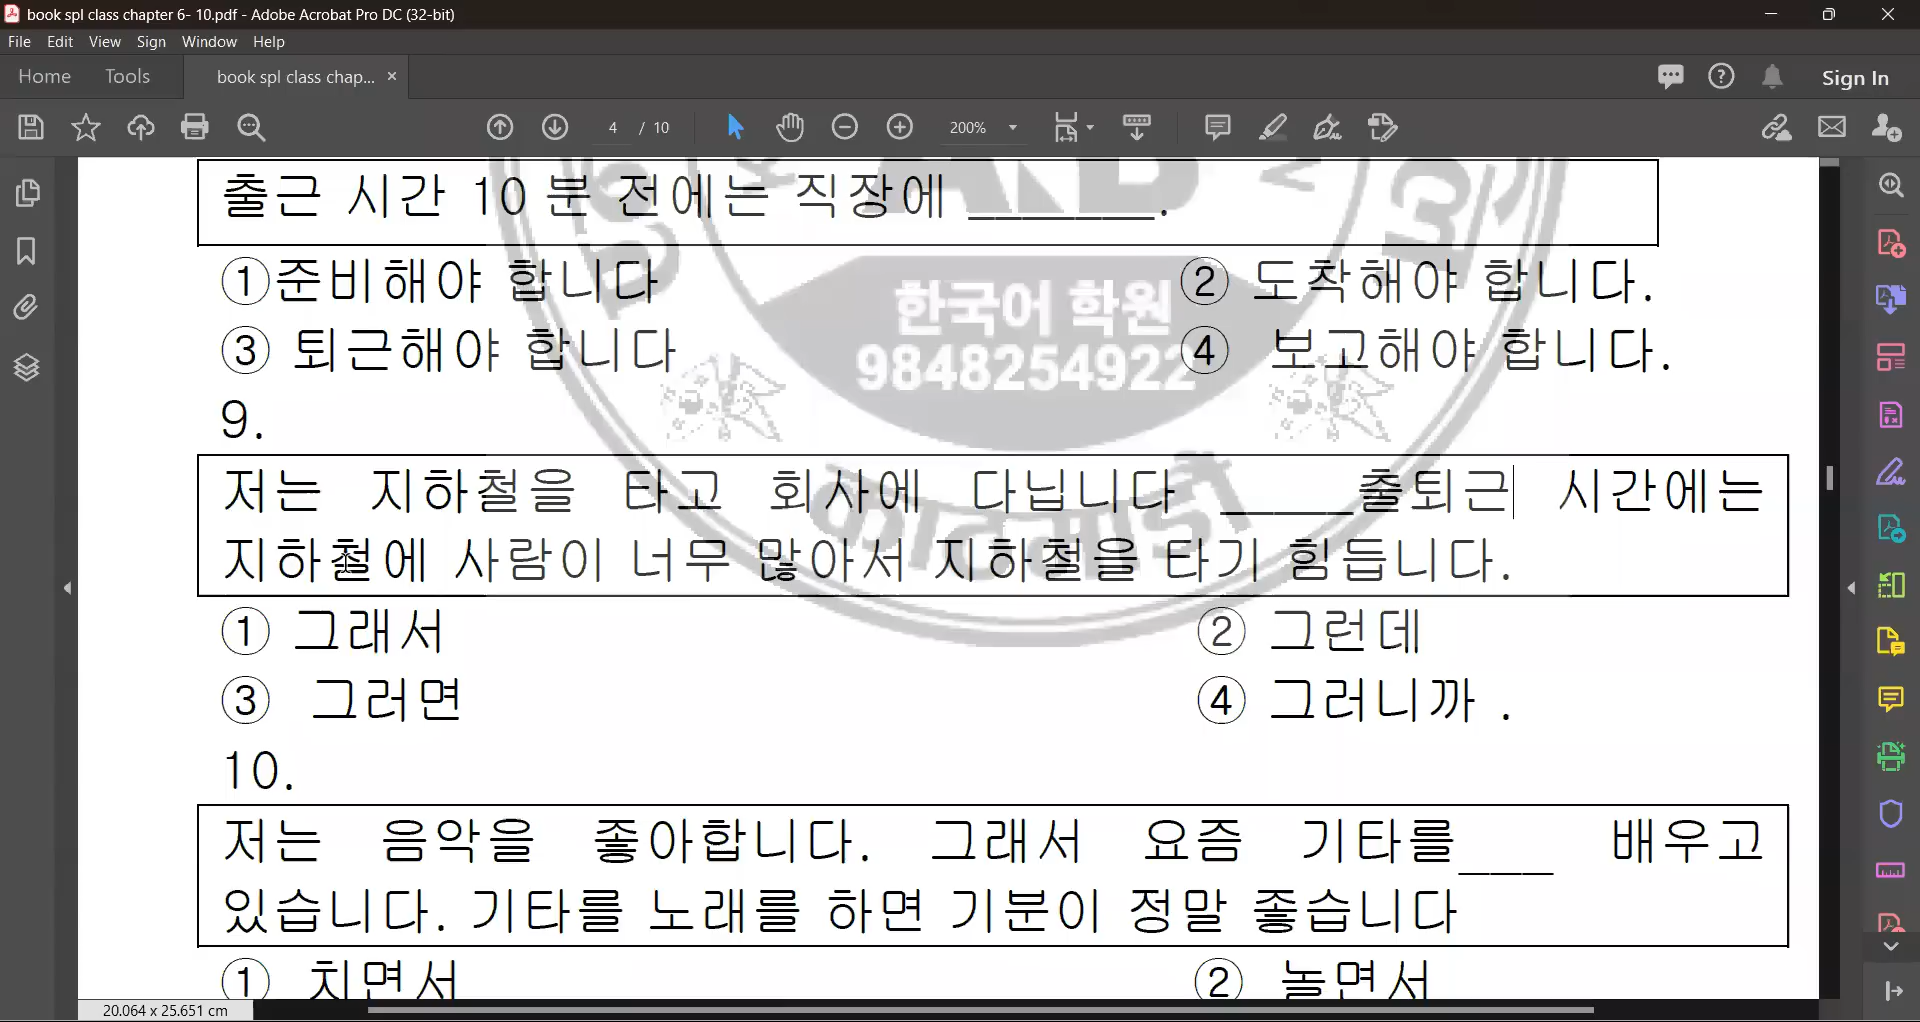 book spl class chapter 6- 10.pdf - Adobe Acrobat Pro DC (32-bit)
File Edit View Sign Window Help
Home Tools book spl class chap... × Sign In
4 / 10 200%
출근 시간 10 분 전에는 직장에 _______.
①준비해야 합니다 ② 도착해야 합니다.
③ 퇴근해야 합니다 ④ 보고해야 합니다.
한국어 학원
9848254922
9.
저는 지하철을 타고 회사에 다닙니다 _____출퇴근 시간에는
지하철에 사람이 너무 많아서 지하철을 타기 힘듭니다.
काठमाडौं
① 그래서 ② 그런데
③ 그러면 ④ 그러니까 .
10.
저는 음악을 좋아합니다. 그래서 요즘 기타를___ 배우고
있습니다. 기타를 노래를 하면 기분이 정말 좋습니다
① 치면서 ② 놀면서
20.064 x 25.651 cm